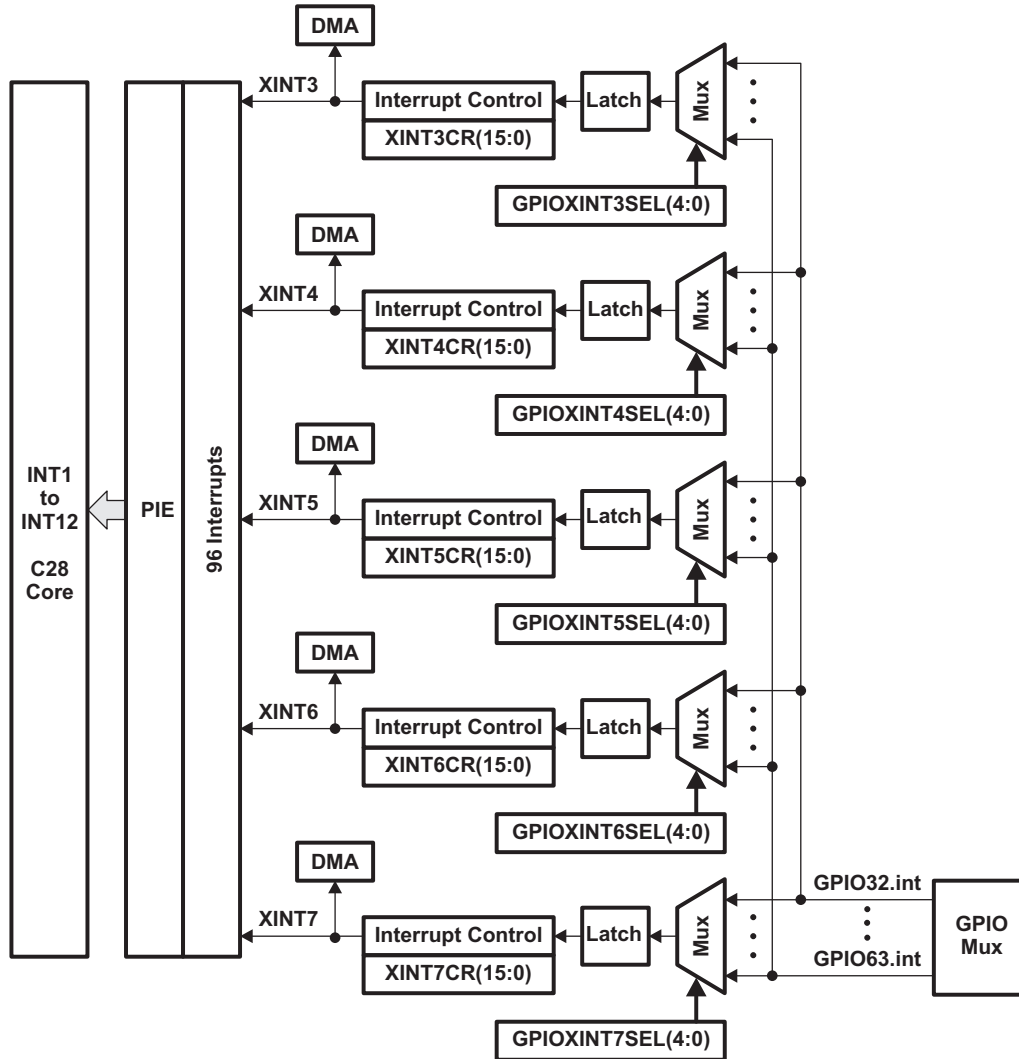 DMA
XINT3
Interrupt Control
XINT3CR(15:0)
Latch
Mux
GPIOXINT3SEL(4:0)
DMA
XINT4
Interrupt Control
XINT4CR(15:0)
Latch
Mux
GPIOXINT4SEL(4:0)
INT1
to
INT12
C28
Core
PIE
96 Interrupts
DMA
XINT5
Interrupt Control
XINT5CR(15:0)
Latch
Mux
GPIOXINT5SEL(4:0)
DMA
XINT6
Interrupt Control
XINT6CR(15:0)
Latch
Mux
GPIOXINT6SEL(4:0)
DMA
XINT7
Interrupt Control
XINT7CR(15:0)
Latch
Mux
GPIOXINT7SEL(4:0)
GPIO32.int
GPIO63.int
GPIO
Mux